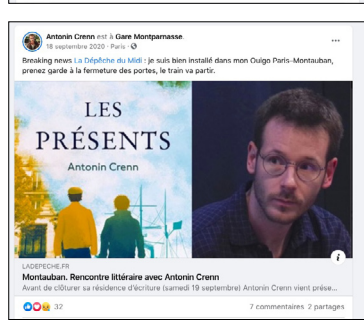 Antonin Crenn est à Gare Montparnasse.
18 septembre 2020 · Paris ·
Breaking news La Dépêche du Midi : je suis bien installé dans mon Ouigo Paris–Montauban,
prenez garde à la fermeture des portes, le train va partir.
LES
PRÉSENTS
Antonin Crenn
i
LADEPECHE.FR
Montauban. Rencontre littéraire avec Antonin Crenn
Avant de clôturer sa résidence d'écriture (samedi 19 septembre) Antonin Crenn vient prése...
32
7 commentaires 2 partages